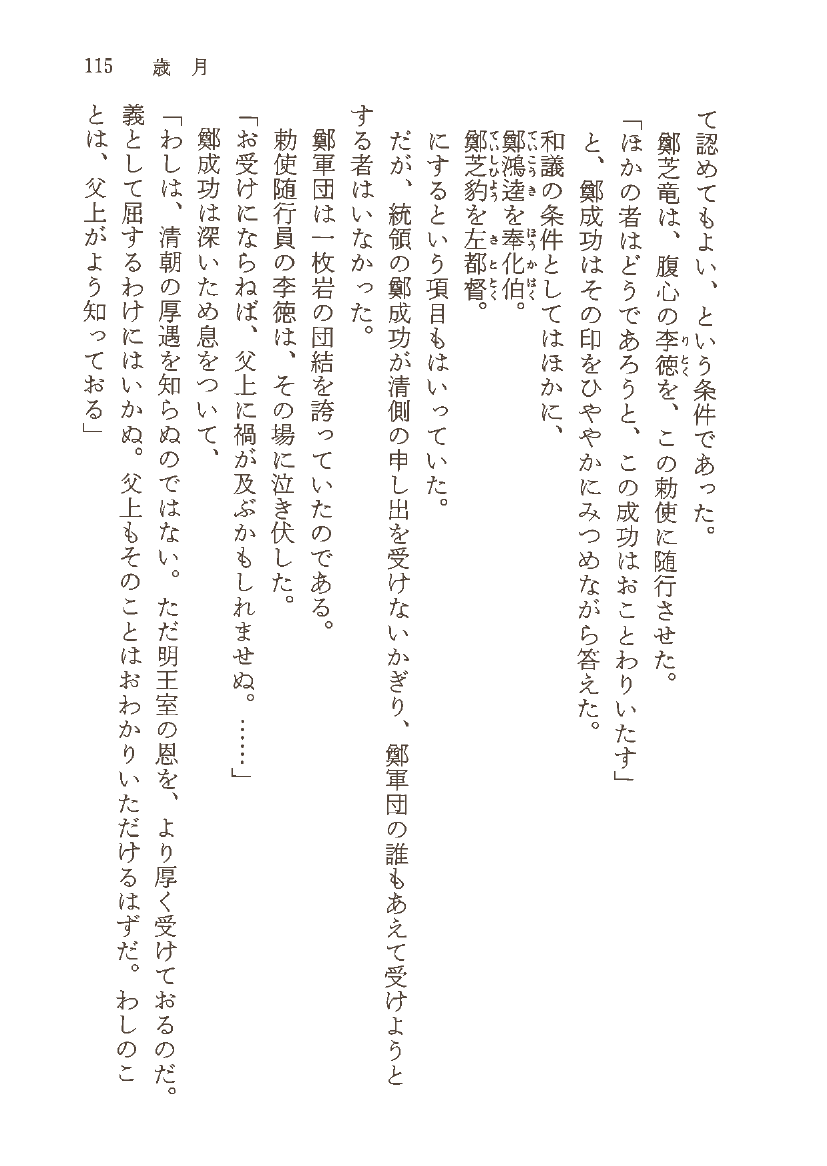 115　歳月
て認めてもよい、という条件であった。
鄭芝竜は、腹心の李徳を、この勅使に随行させた。
「ほかの者はどうであろうと、この成功はおことわりいたす」
と、鄭成功はその印をひややかにみつめながら答えた。
和議の条件としてはほかに、
鄭鴻逵を奉化伯。
鄭芝豹を左都督。
にするという項目もはいっていた。
だが、統領の鄭成功が清側の申し出を受けないかぎり、鄭軍団の誰もあえて受けようと
する者はいなかった。
鄭軍団は一枚岩の団結を誇っていたのである。
勅使随行員の李徳は、その場に泣き伏した。
「お受けにならねば、父上に禍が及ぶかもしれませぬ。……」
鄭成功は深いため息をついて、
「わしは、清朝の厚遇を知らぬのではない。ただ明王室の恩を、より厚く受けておるのだ。
義として屈するわけにはいかぬ。父上もそのことはおわかりいただけるはずだ。わしのこ
とは、父上がよう知っておる」